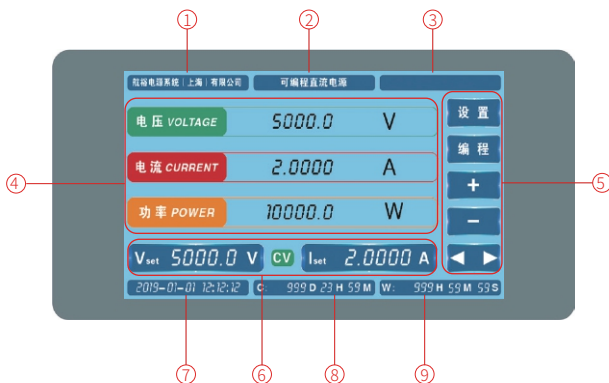 ① ② ③
航裕电源系统（上海）有限公司 可编程直流电源
电压 VOLTAGE 5000.0 V
设置
电流 CURRENT 2.0000 A
编程
④ ⑤
+
功率 POWER 10000.0 W
−
Vset 5000.0 V CV Iset 2.0000 A ◀ ▶
2019-01-01 12:12:12 C: 999 D 23 H 59 M W: 999 H 59 M 59 S
⑦ ⑥ ⑧ ⑨